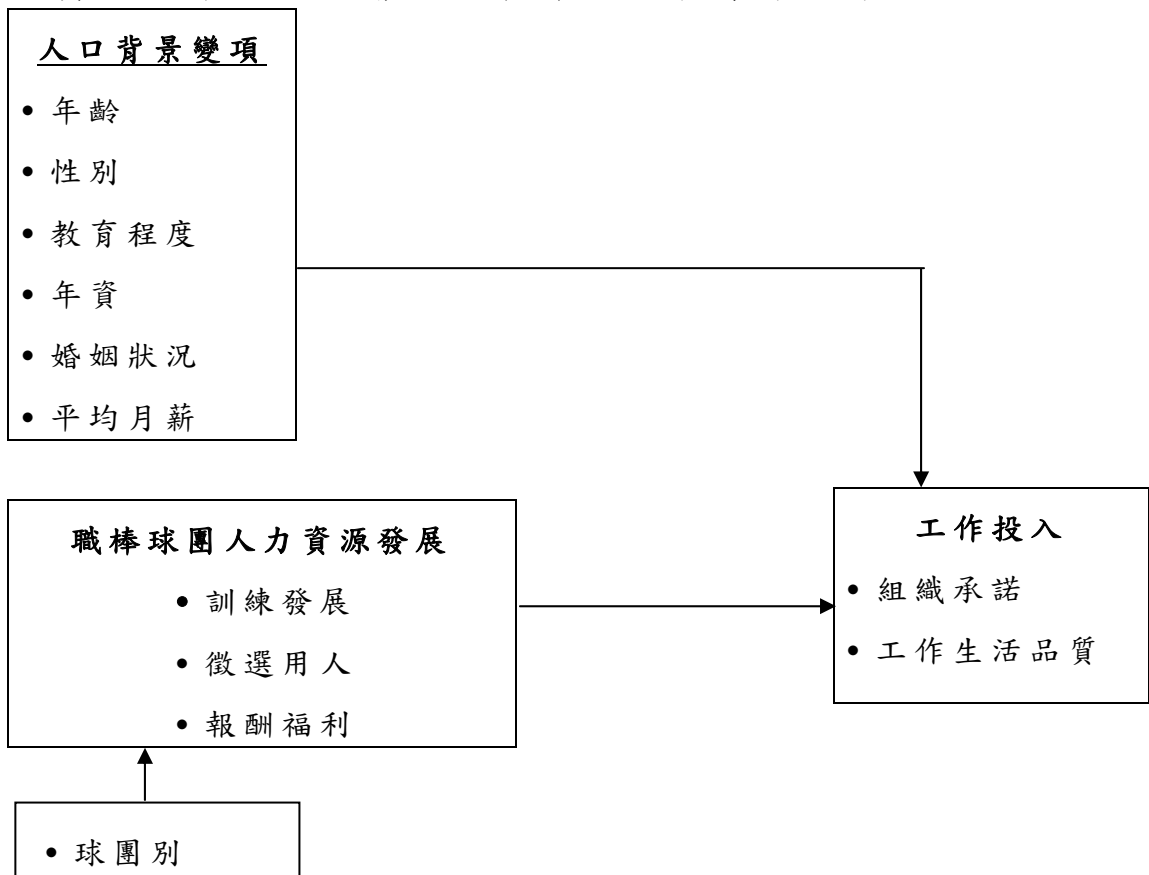 人口背景變項
• 年齡
• 性別
• 教育程度
• 年資
• 婚姻狀況
• 平均月薪
職棒球團人力資源發展
• 訓練發展
• 徵選用人
• 報酬福利
工作投入
• 組織承諾
• 工作生活品質
• 球團別